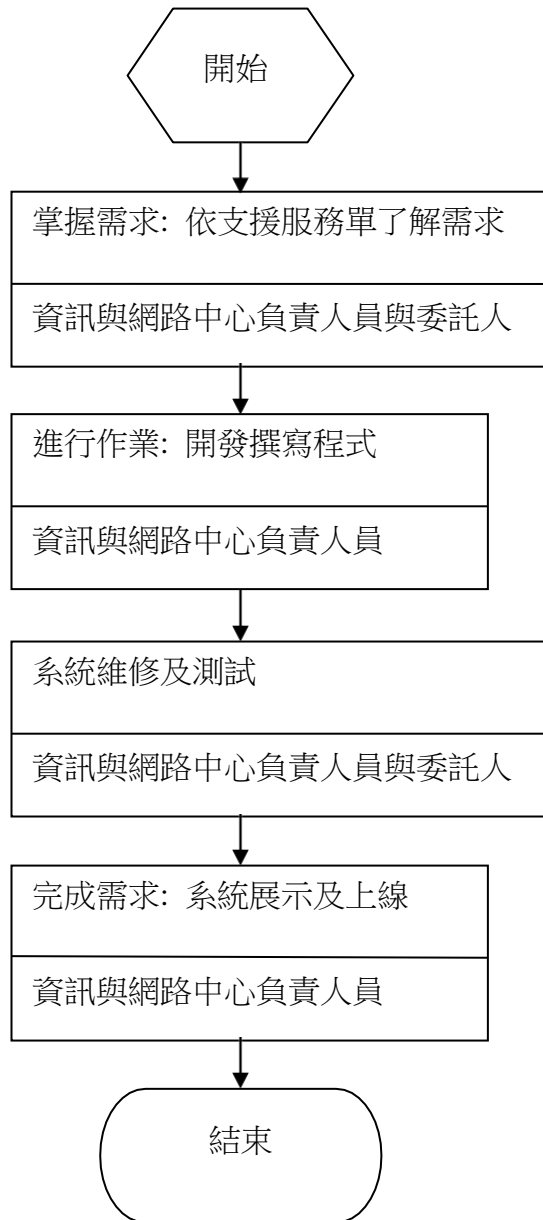 開始
掌握需求: 依支援服務單了解需求
資訊與網路中心負責人員與委託人
進行作業: 開發撰寫程式
資訊與網路中心負責人員
系統維修及測試
資訊與網路中心負責人員與委託人
完成需求: 系統展示及上線
資訊與網路中心負責人員
結束